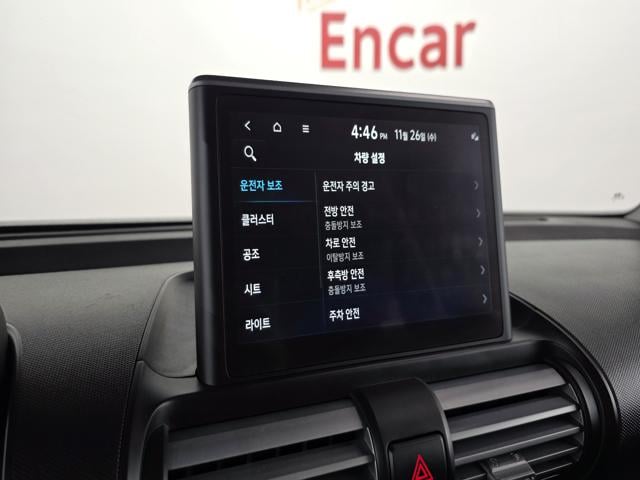 Encar
4:46 PM 11월 26일 (수)
차량 설정
운전자 보조
운전자 주의 경고
전방 안전
충돌방지 보조
클러스터
차로 안전
이탈방지 보조
공조
후측방 안전
충돌방지 보조
시트
주차 안전
라이트